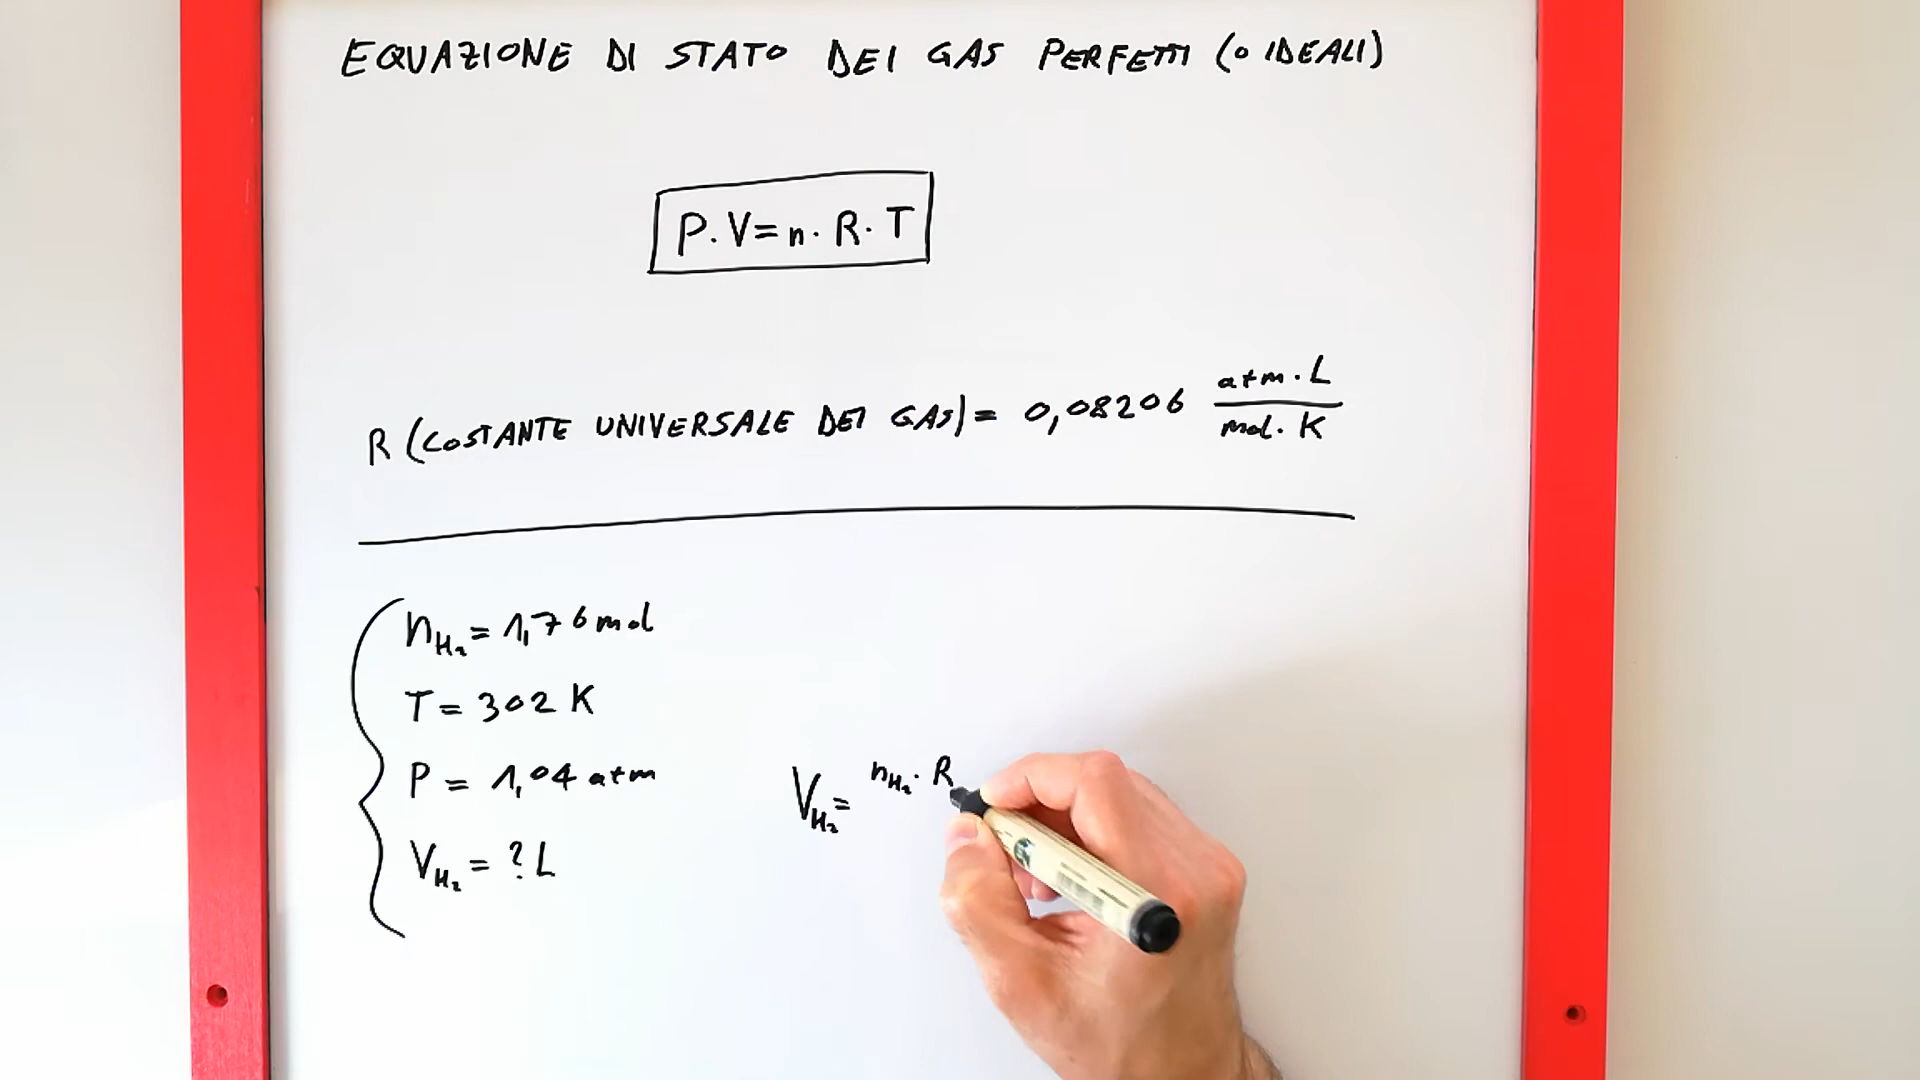 EQUAZIONE DI STATO DEI GAS PERFETTI (O IDEALI)
P·V=n·R·T
R (COSTANTE UNIVERSALE DEI GAS)= 0,08206 atm·L / mol·K
nH₂ = 1,76 mol
T = 302 K
P = 1,04 atm
VH₂ = ? L
VH₂ = nH₂· R